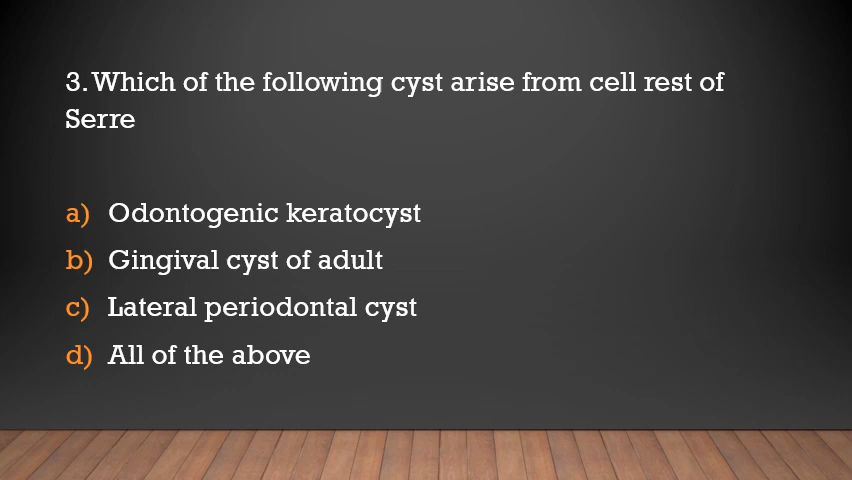 3. Which of the following cyst arise from cell rest of
Serre
a) Odontogenic keratocyst
b) Gingival cyst of adult
c) Lateral periodontal cyst
d) All of the above